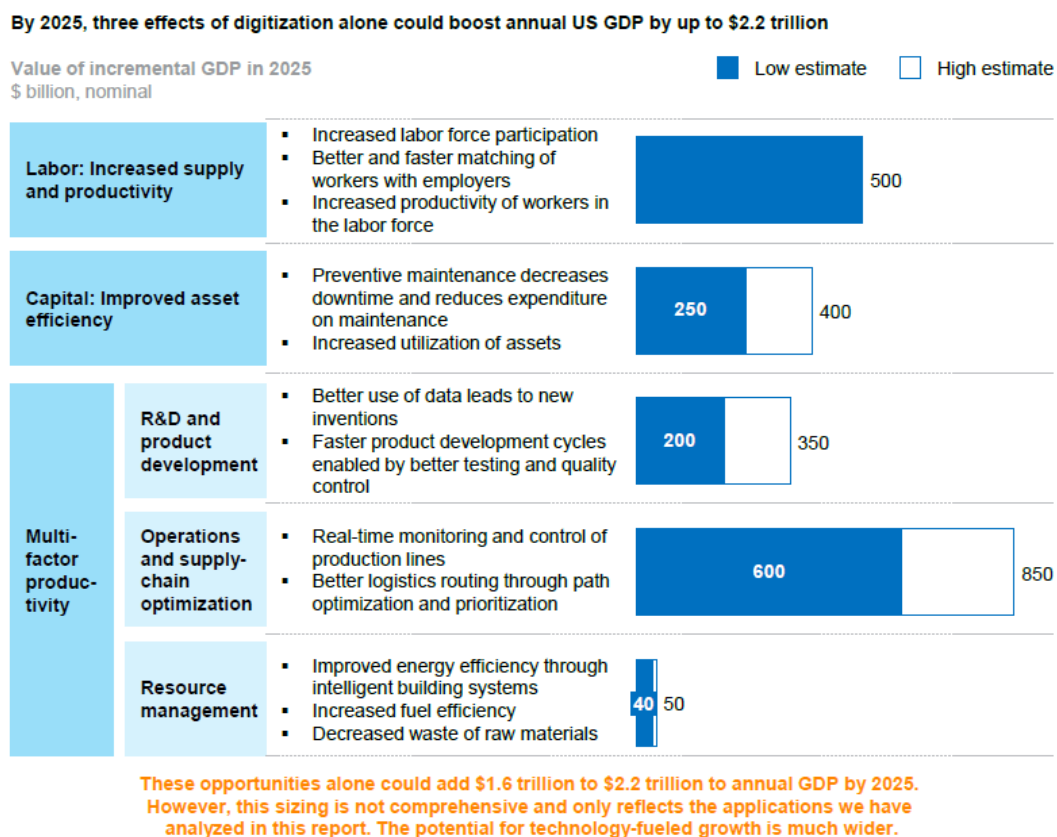 By 2025, three effects of digitization alone could boost annual US GDP by up to $2.2 trillion
Value of incremental GDP in 2025
$ billion, nominal
Low estimate
High estimate
Labor: Increased supply
and productivity
▪ Increased labor force participation
▪ Better and faster matching of
workers with employers
▪ Increased productivity of workers in
the labor force
500
Capital: Improved asset
efficiency
▪ Preventive maintenance decreases
downtime and reduces expenditure
on maintenance
▪ Increased utilization of assets
250
400
Multi-
factor
produc-
tivity
R&D and
product
development
▪ Better use of data leads to new
inventions
▪ Faster product development cycles
enabled by better testing and quality
control
200
350
Operations
and supply-
chain
optimization
▪ Real-time monitoring and control of
production lines
▪ Better logistics routing through path
optimization and prioritization
600
850
Resource
management
▪ Improved energy efficiency through
intelligent building systems
▪ Increased fuel efficiency
▪ Decreased waste of raw materials
40
50
These opportunities alone could add $1.6 trillion to $2.2 trillion to annual GDP by 2025.
However, this sizing is not comprehensive and only reflects the applications we have
analyzed in this report. The potential for technology-fueled growth is much wider.